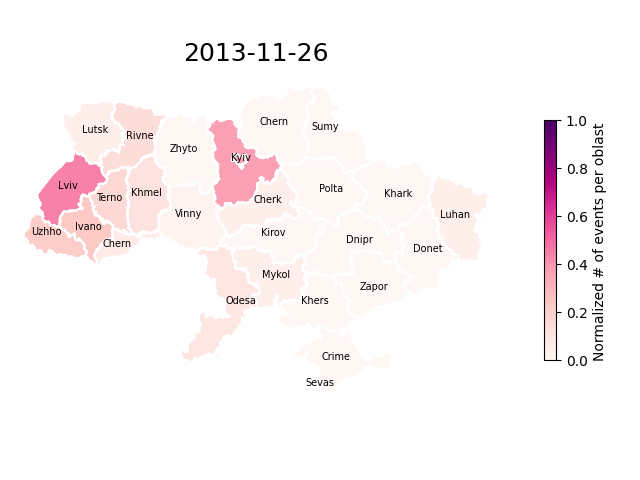 2013-11-26
Chern
Sumy
Lutsk
Rivne
Zhyto
Kyiv
Lviv
Terno
Khmel
Polta
Khark
Cherk
Vinny
Luhan
Uzhho
Ivano
Chern
Kirov
Dnipr
Donet
Mykol
Zapor
Odesa
Khers
Crime
Sevas
1.0
0.8
0.6
0.4
0.2
0.0
Normalized # of events per oblast